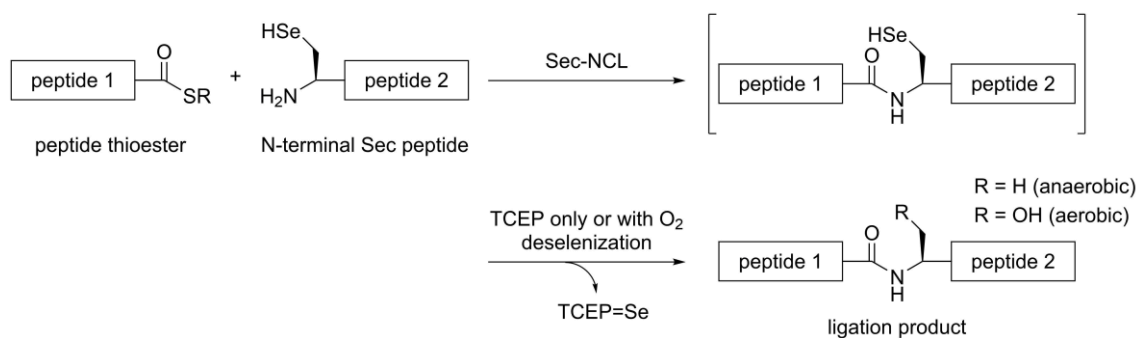 HSe
O
peptide 1
SR
+
H2N
peptide 2
Sec-NCL
HSe
O
peptide 1
N
H
peptide 2
peptide thioester
N-terminal Sec peptide
TCEP only or with O2
deselenization
TCEP=Se
R = H (anaerobic)
R = OH (aerobic)
R
O
peptide 1
N
H
peptide 2
ligation product